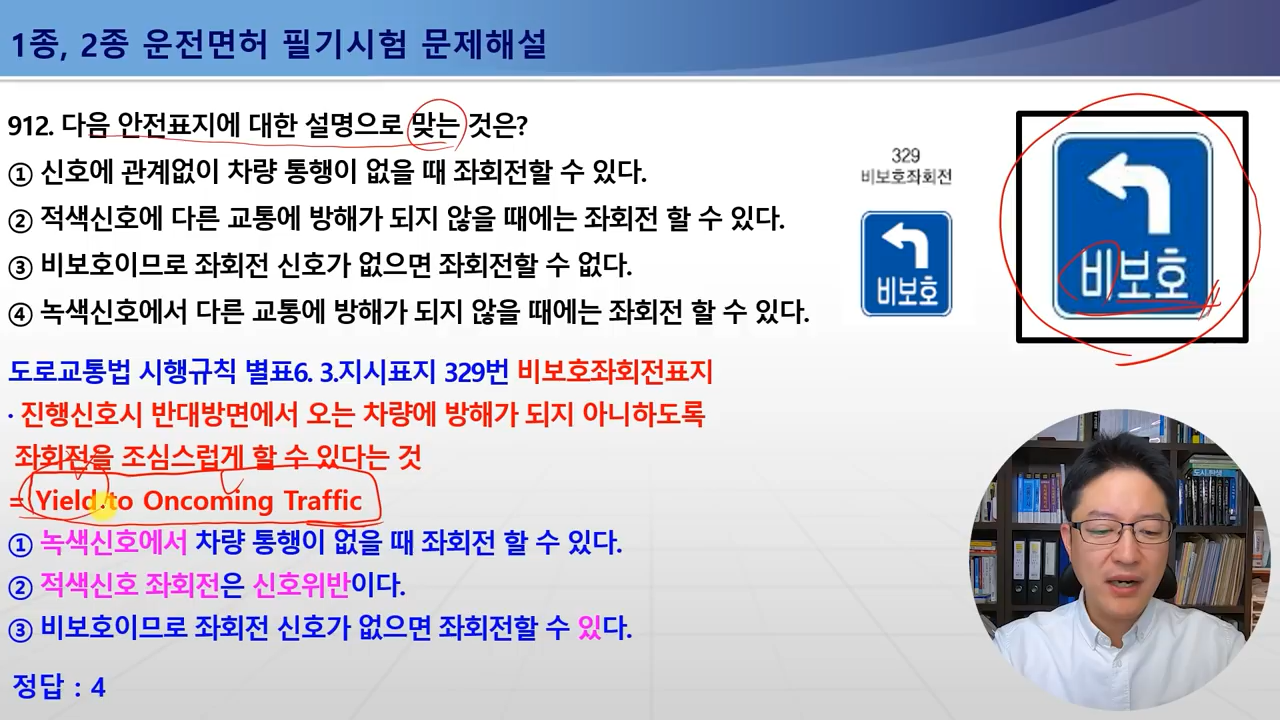 1종, 2종 운전면허 필기시험 문제해설
912. 다음 안전표지에 대한 설명으로 맞는 것은?
① 신호에 관계없이 차량 통행이 없을 때 좌회전할 수 있다.
② 적색신호에 다른 교통에 방해가 되지 않을 때에는 좌회전 할 수 있다.
③ 비보호이므로 좌회전 신호가 없으면 좌회전할 수 없다.
④ 녹색신호에서 다른 교통에 방해가 되지 않을 때에는 좌회전 할 수 있다.
329
비보호좌회전
비보호
비보호
도로교통법 시행규칙 별표6. 3.지시표지 329번 비보호좌회전표지
· 진행신호시 반대방면에서 오는 차량에 방해가 되지 아니하도록
좌회전을 조심스럽게 할 수 있다는 것
= Yield to Oncoming Traffic
① 녹색신호에서 차량 통행이 없을 때 좌회전 할 수 있다.
② 적색신호 좌회전은 신호위반이다.
③ 비보호이므로 좌회전 신호가 없으면 좌회전할 수 있다.
정답 : 4